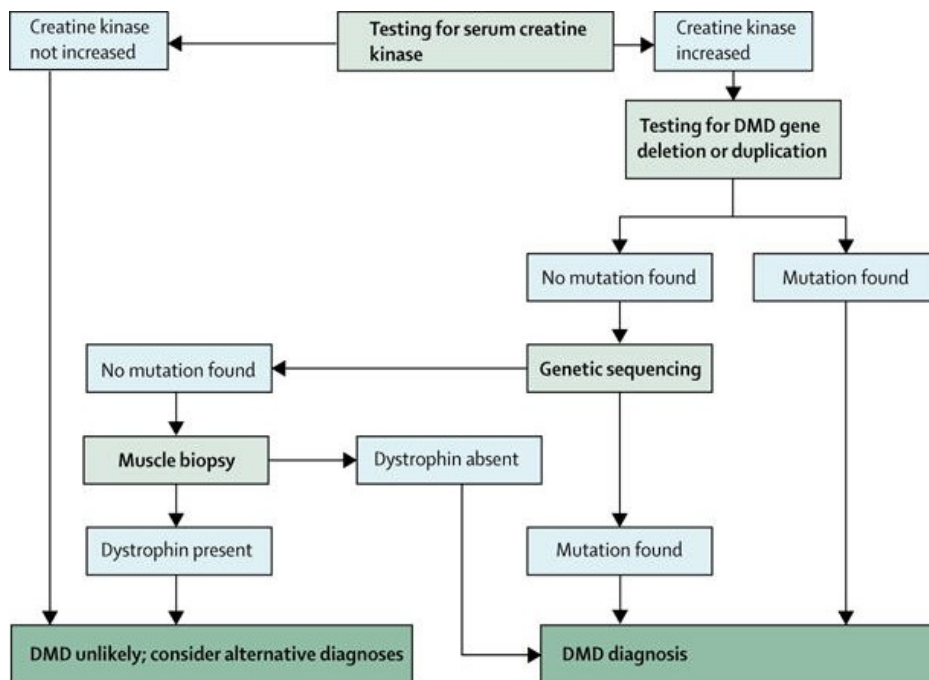 Creatine kinase
not increased
Testing for serum creatine
kinase
Creatine kinase
increased
Testing for DMD gene
deletion or duplication
No mutation found
Mutation found
No mutation found
Genetic sequencing
Muscle biopsy
Dystrophin absent
Dystrophin present
Mutation found
DMD unlikely; consider alternative diagnoses
DMD diagnosis